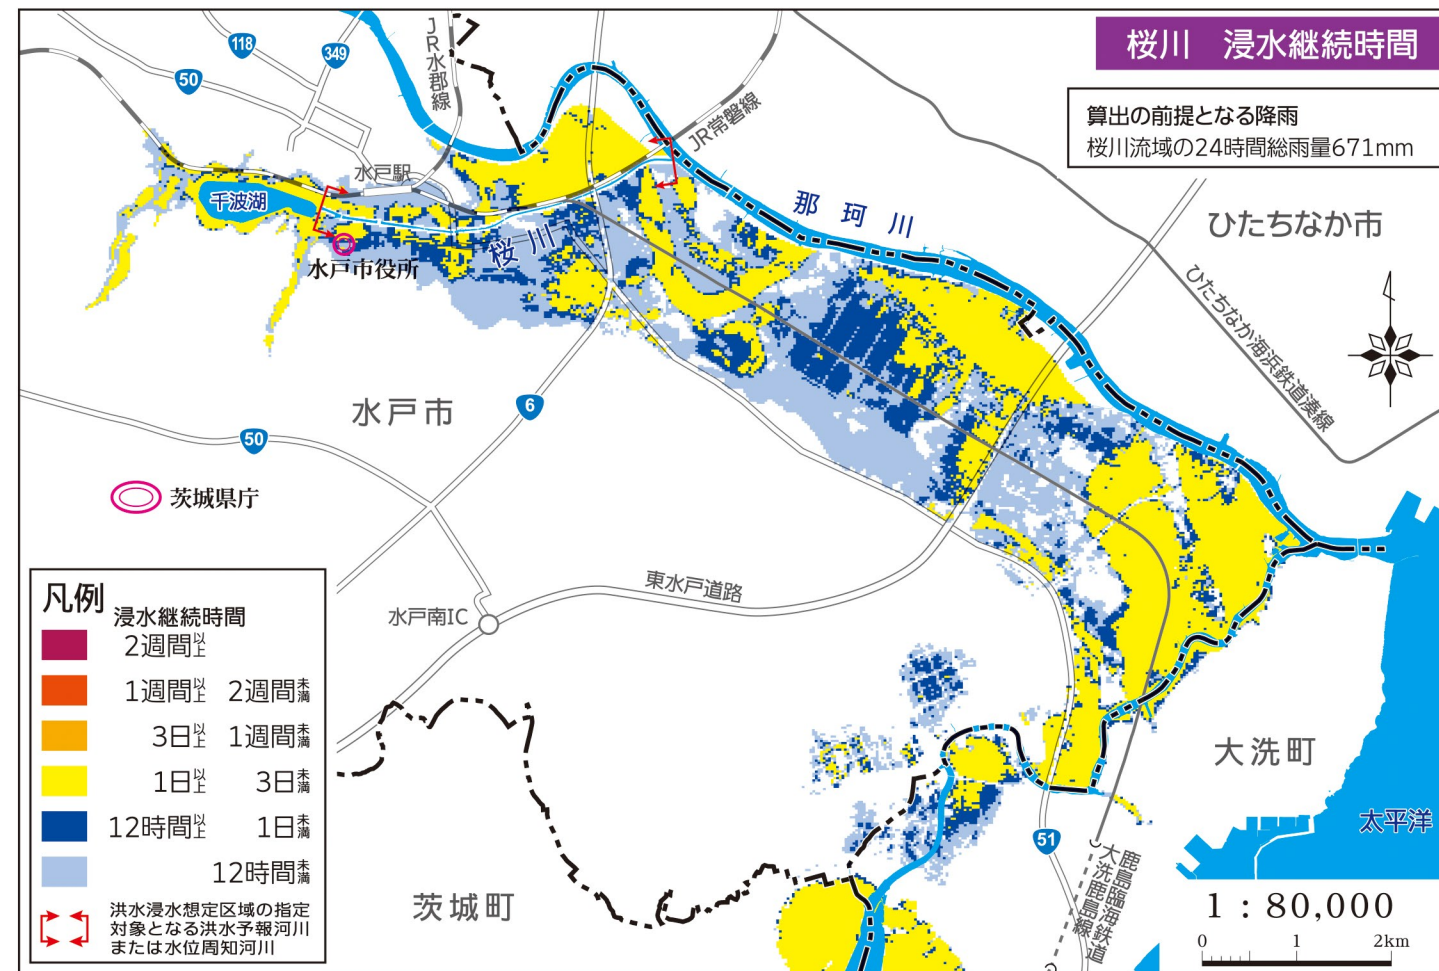 桜川 浸水継続時間
算出の前提となる降雨
桜川流域の24時間総雨量671mm
118
349
50
JR水郡線
JR常磐線
水戸駅
千波湖
桜川
水戸市役所
那珂川
ひたちなか市
ひたちなか海浜鉄道湊線
水戸市
6
50
茨城県庁
東水戸道路
水戸南IC
凡例
浸水継続時間
2週間以上
1週間以上 2週間未満
3日以上 1週間未満
1日以上 3日未満
12時間以上 1日未満
12時間未満
洪水浸水想定区域の指定
対象となる洪水予報河川
または水位周知河川
茨城町
51
鹿島臨海鉄道
大洗鹿島線
大洗町
太平洋
1:80,000
0 1 2km